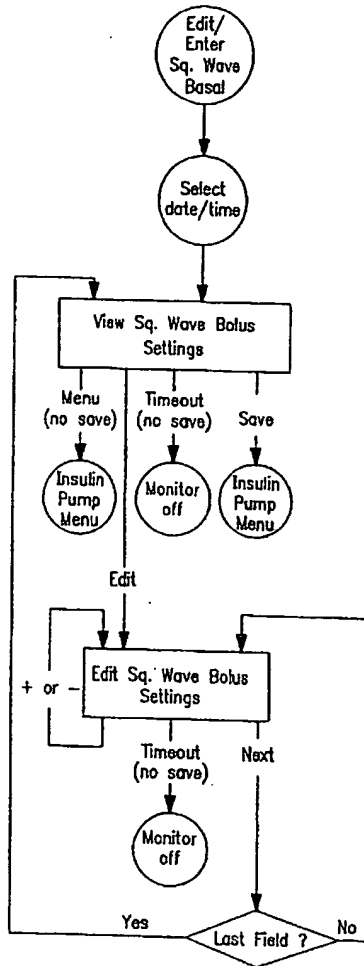 Edit/
Enter
Sq. Wave
Basal
Select
date/time
View Sq. Wave Bolus
Settings
Menu
(no save)
Timeout
(no save)
Save
Insulin
Pump
Menu
Monitor
off
Insulin
Pump
Menu
Edit
+ or -
Edit Sq. Wave Bolus
Settings
Timeout
(no save)
Next
Monitor
off
Yes
Last Field ?
No